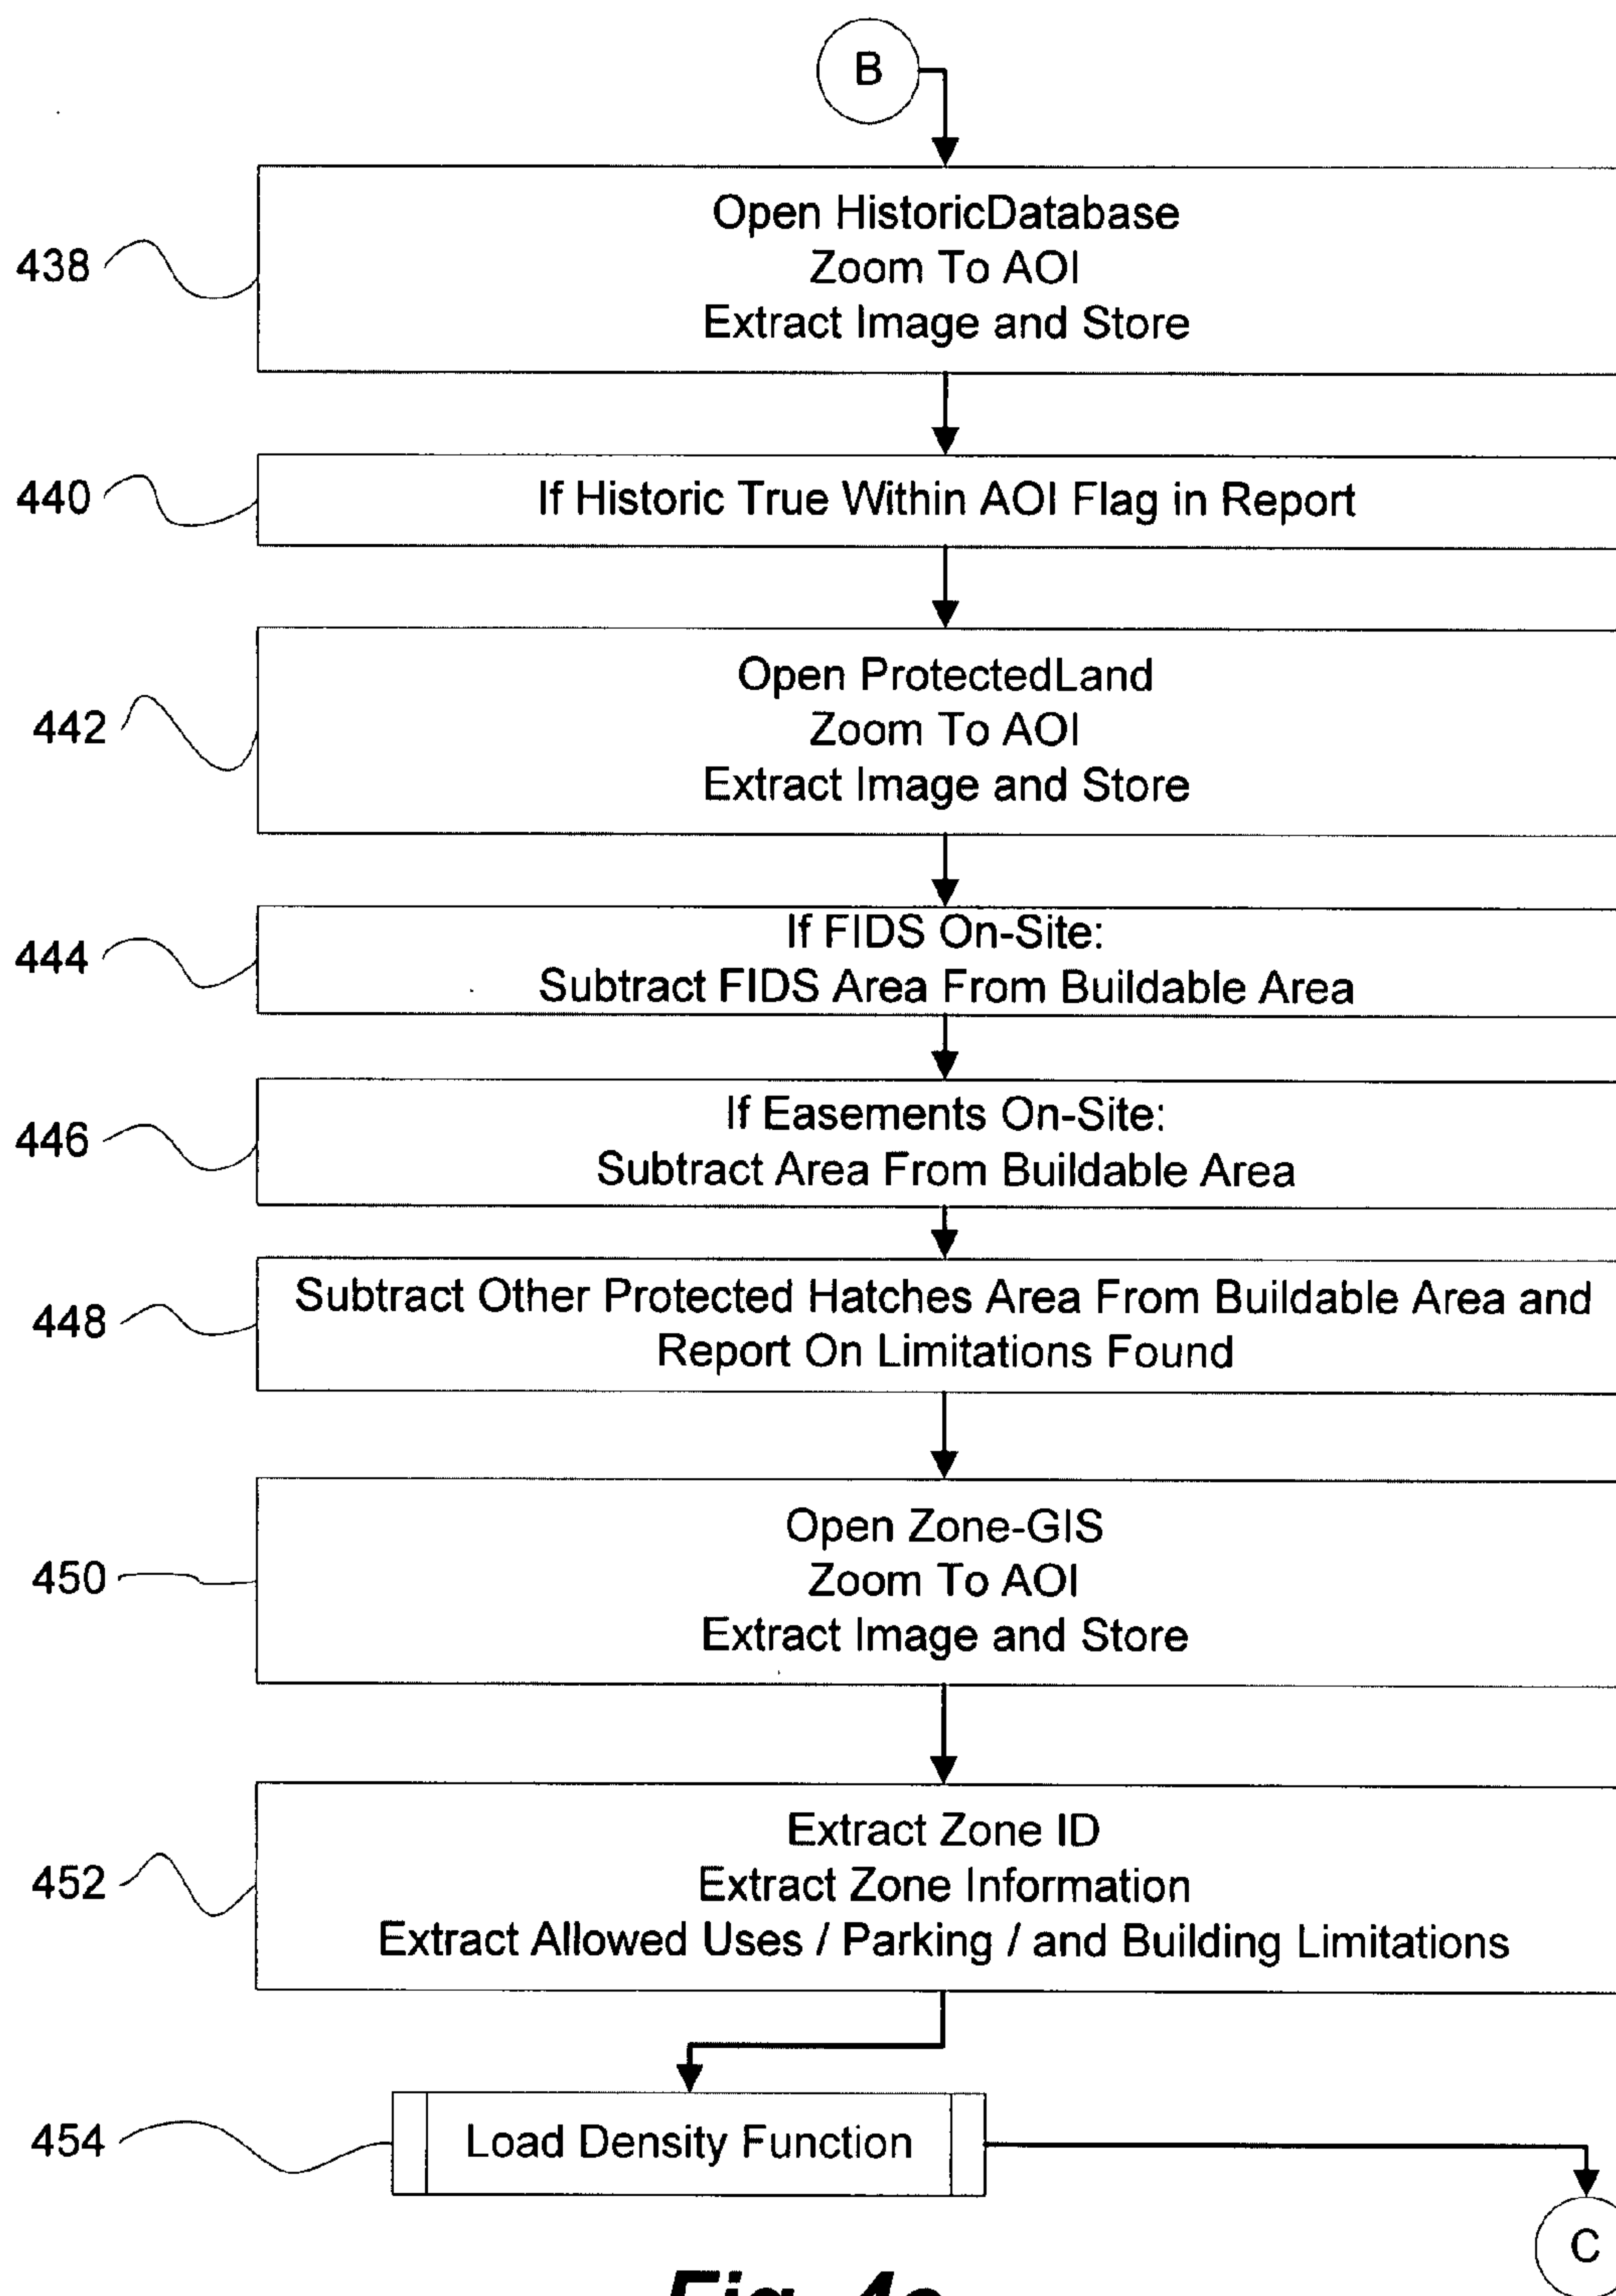 B
438
Open HistoricDatabase
Zoom To AOI
Extract Image and Store
440
If Historic True Within AOI Flag in Report
442
Open ProtectedLand
Zoom To AOI
Extract Image and Store
444
If FIDS On-Site:
Subtract FIDS Area From Buildable Area
446
If Easements On-Site:
Subtract Area From Buildable Area
448
Subtract Other Protected Hatches Area From Buildable Area and
Report On Limitations Found
450
Open Zone-GIS
Zoom To AOI
Extract Image and Store
452
Extract Zone ID
Extract Zone Information
Extract Allowed Uses / Parking / and Building Limitations
454
Load Density Function
C
Fig.